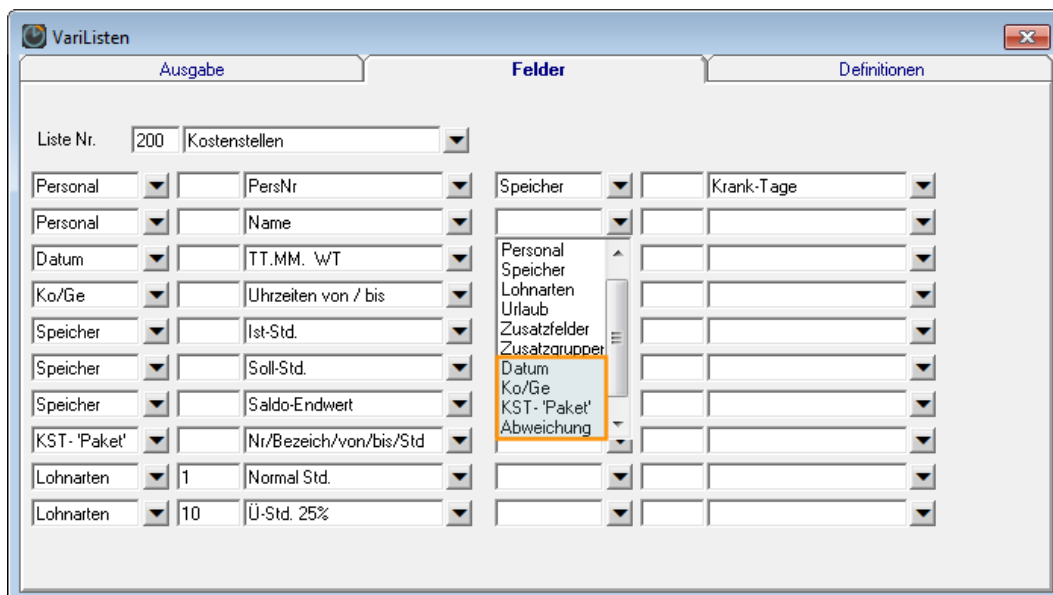 VariListen
Ausgabe Felder Definitionen
Liste Nr. 200 Kostenstellen
Personal PersNr Speicher Krank-Tage
Personal Name
Datum TT.MM. WT
Ko/Ge Uhrzeiten von / bis
Speicher Ist-Std.
Speicher Soll-Std.
Speicher Saldo-Endwert
KST- 'Paket' Nr/Bezeich/von/bis/Std
Lohnarten 1 Normal Std.
Lohnarten 10 Ü-Std. 25%
Personal
Speicher
Lohnarten
Urlaub
Zusatzfelder
Zusatzgruppen
Datum
Ko/Ge
KST- 'Paket'
Abweichung